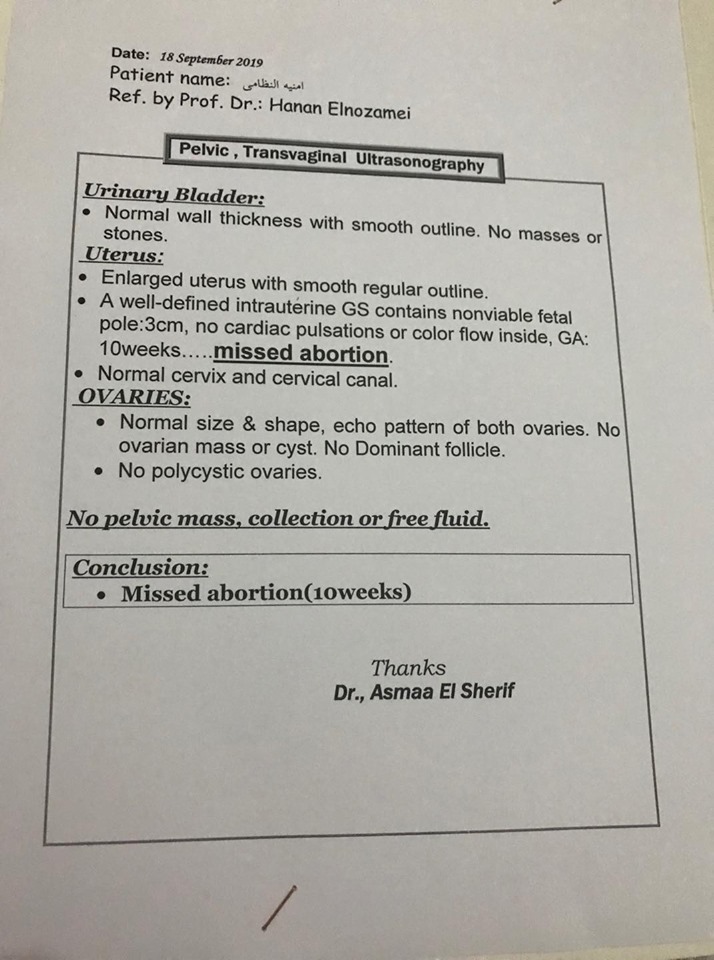 Date: 18 September 2019
Patient name: امنيه النظامى
Ref. by Prof. Dr.: Hanan Elnozamei
Pelvic , Transvaginal Ultrasonography
Urinary Bladder:
• Normal wall thickness with smooth outline. No masses or
stones.
Uterus:
• Enlarged uterus with smooth regular outline.
• A well-defined intrauterine GS contains nonviable fetal
pole:3cm, no cardiac pulsations or color flow inside, GA:
10weeks.....missed abortion.
• Normal cervix and cervical canal.
OVARIES:
• Normal size & shape, echo pattern of both ovaries. No
ovarian mass or cyst. No Dominant follicle.
• No polycystic ovaries.
No pelvic mass, collection or free fluid.
Conclusion:
• Missed abortion(10weeks)
Thanks
Dr., Asmaa El Sherif